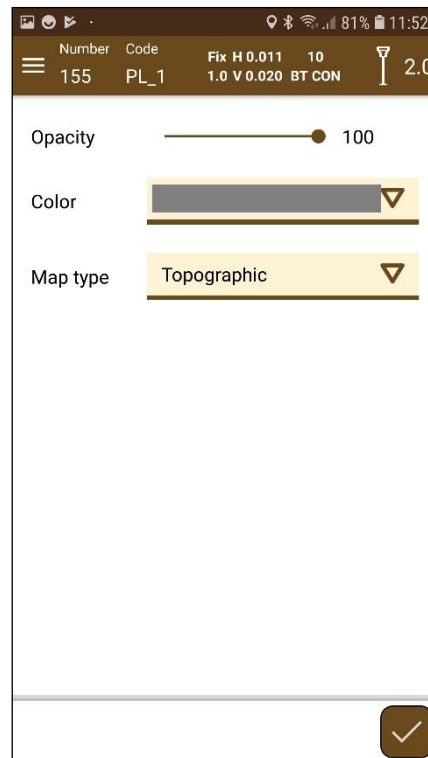 81% 11:52
Number Code
155 PL_1
Fix H 0.011 10
1.0 V 0.020 BT CON
2.0
Opacity 100
Color
Map type Topographic